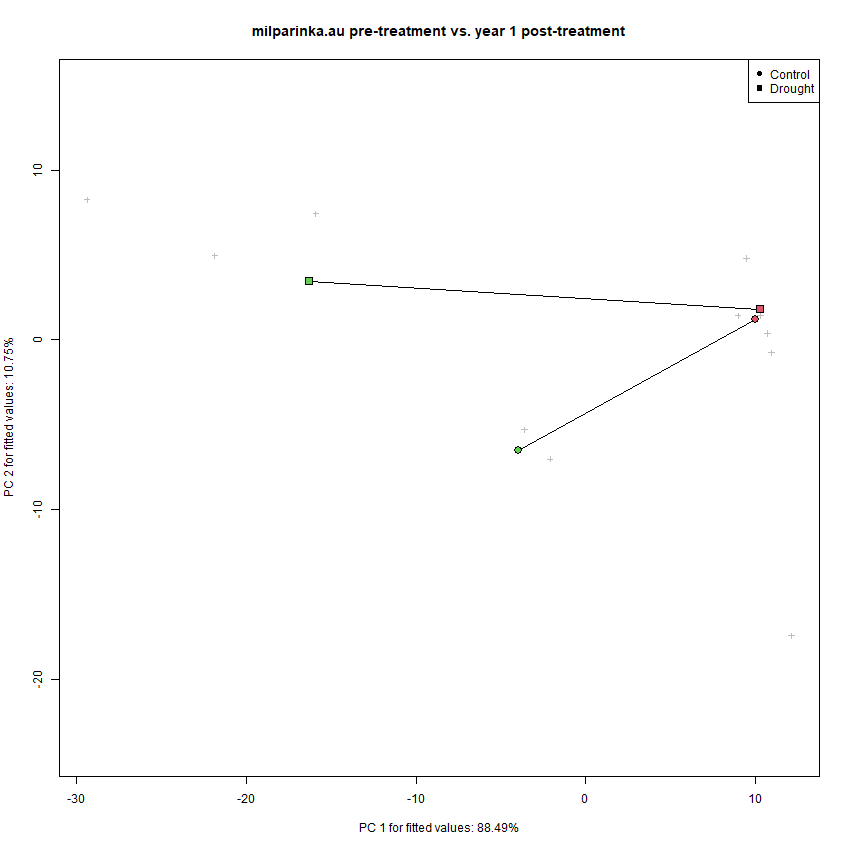 milparinka.au pre-treatment vs. year 1 post-treatment
Control
Drought
10
0
-10
-20
PC 2 for fitted values: 10.75%
-30
-20
-10
0
10
PC 1 for fitted values: 88.49%